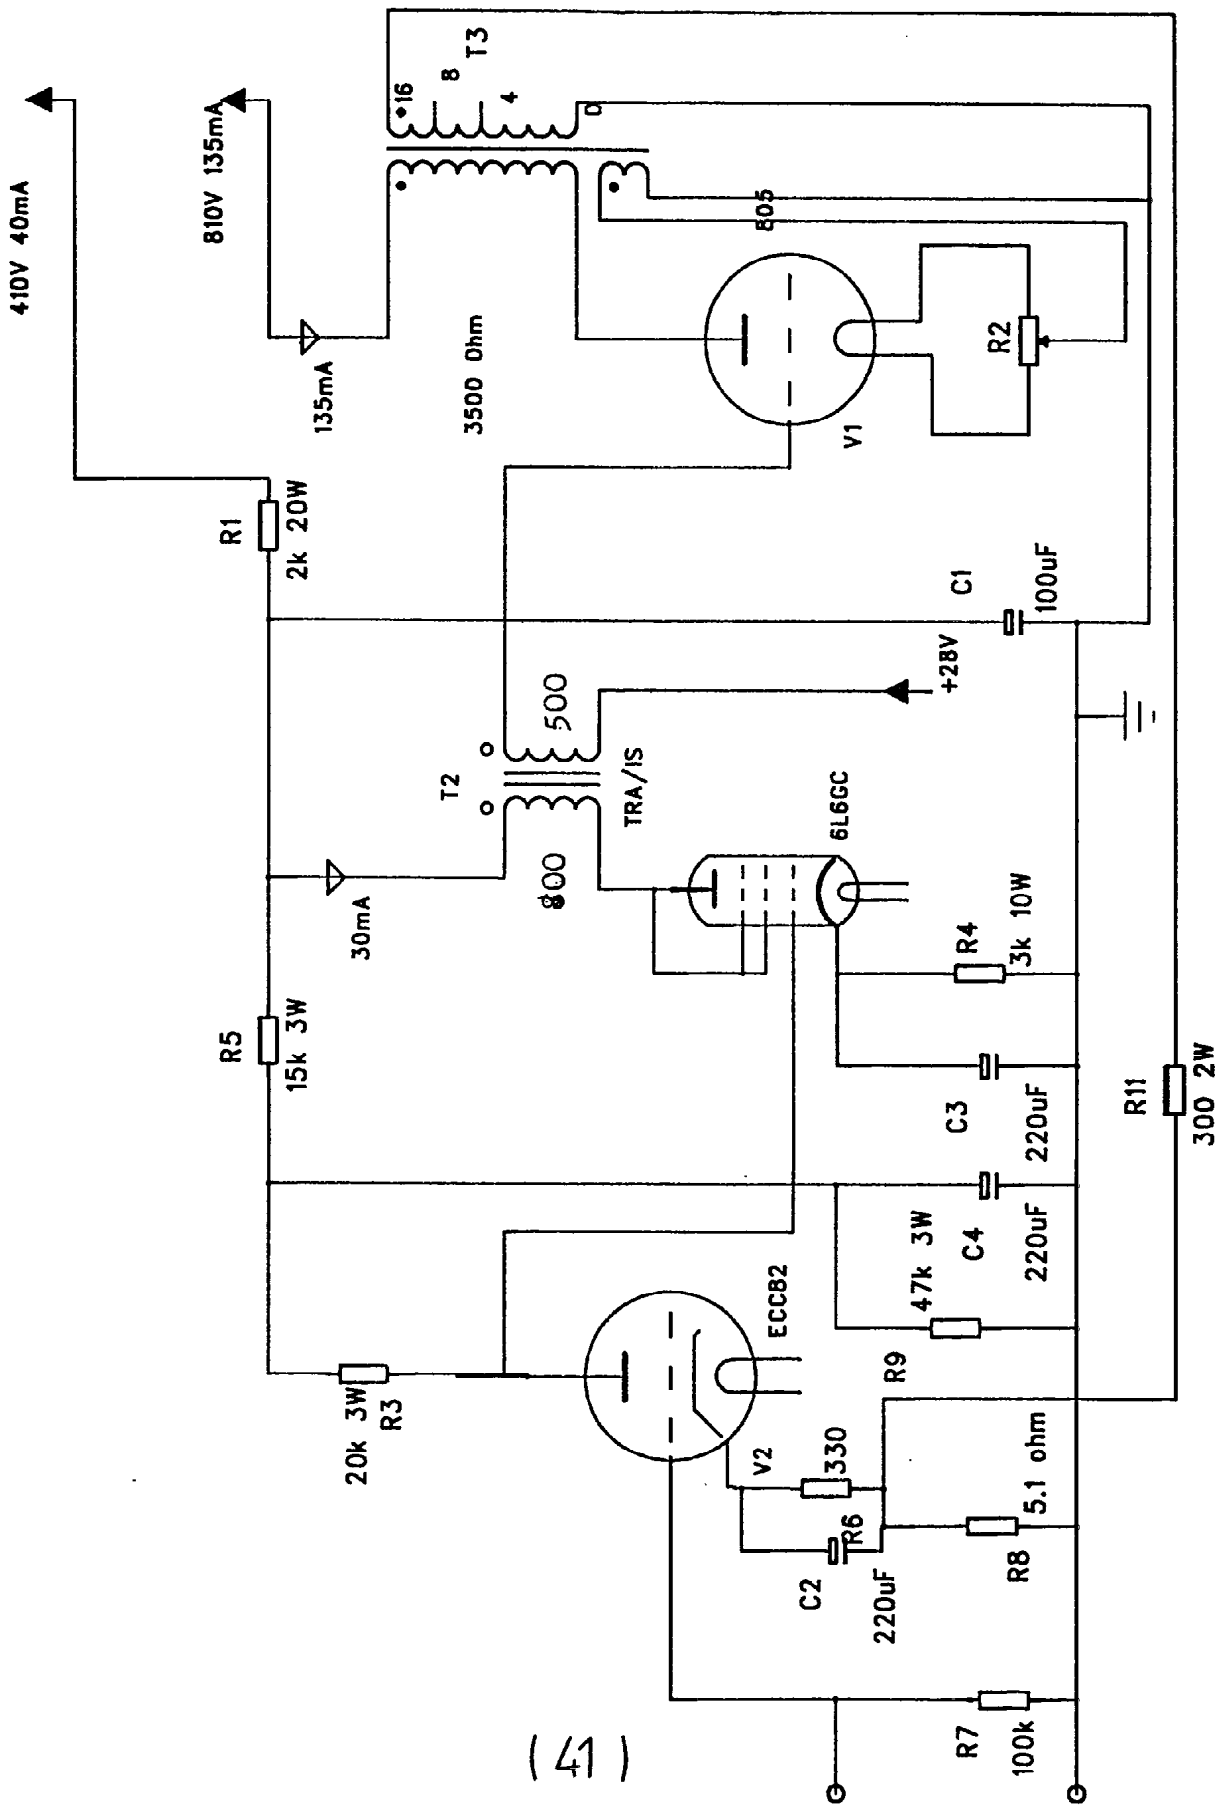 410V 40mA
810V 135mA
135mA
3500 Ohm
16
8
4
0
T3
805
V1
R2
R1
2k 20W
C1
100uF
+28V
T2
500
TRA/IS
6L6GC
30mA
R4
3k 10W
R5
15k 3W
C3
220uF
C4
220uF
R11
300 2W
47k 3W
R9
ECC82
V2
20k 3W
R3
330
R6
C2
220uF
5.1 ohm
R8
R7
100k
(41)